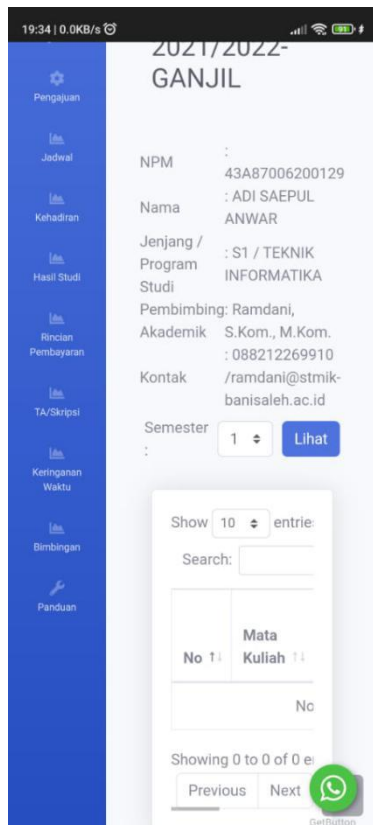 19:34 | 0.0KB/s
91
2021/2022-
GANJIL
Pengajuan
Jadwal
Kehadiran
Hasil Studi
Rincian
Pembayaran
TA/Skripsi
Keringanan
Waktu
Bimbingan
Panduan
NPM
:
43A87006200129
Nama
: ADI SAEPUL
ANWAR
Jenjang /
Program
Studi
: S1 / TEKNIK
INFORMATIKA
Pembimbing
Akademik
: Ramdani,
S.Kom., M.Kom.
Kontak
: 088212269910
/ramdani@stmik-
banisaleh.ac.id
Semester
:
1
Lihat
Show 10 entrie
Search:
No
Mata
Kuliah
No
Showing 0 to 0 of 0 e
Previous
Next
GetButton